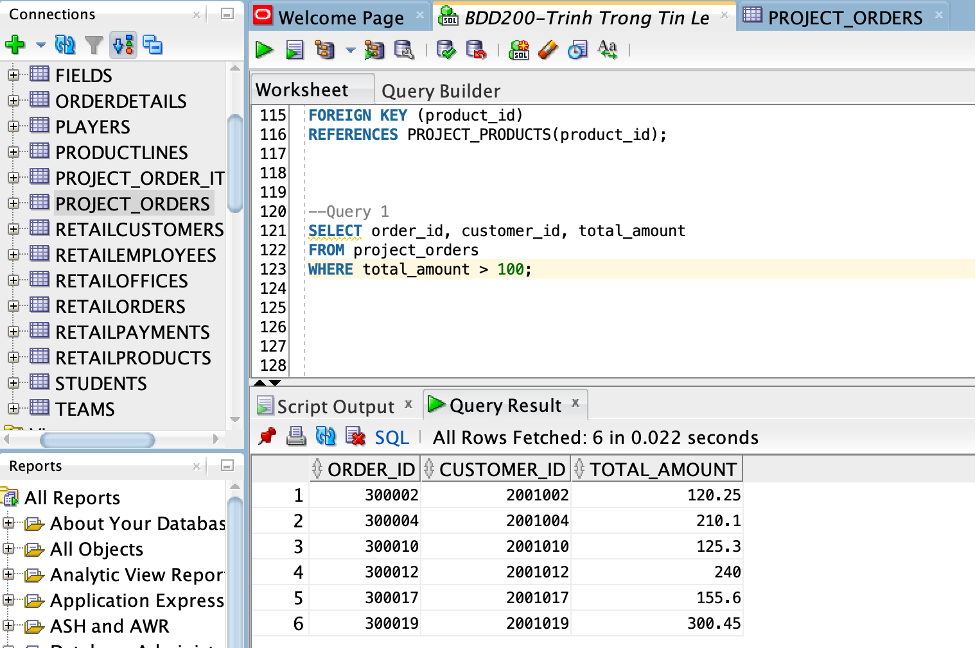 Connections
FIELDS
ORDERDETAILS
PLAYERS
PRODUCTLINES
PROJECT_ORDER_IT
PROJECT_ORDERS
RETAILCUSTOMERS
RETAILEMPLOYEES
RETAILOFFICES
RETAILORDERS
RETAILPAYMENTS
RETAILPRODUCTS
STUDENTS
TEAMS
Reports
All Reports
About Your Databas
All Objects
Analytic View Repor
Application Express
ASH and AWR
Welcome Page
BDD200-Trinh Trong Tin Le
PROJECT_ORDERS
Worksheet Query Builder
115 FOREIGN KEY (product_id)
116 REFERENCES PROJECT_PRODUCTS(product_id);
117
118
119
120 --Query 1
121 SELECT order_id, customer_id, total_amount
122 FROM project_orders
123 WHERE total_amount > 100;
124
125
126
127
128
Script Output Query Result
SQL All Rows Fetched: 6 in 0.022 seconds
ORDER_ID CUSTOMER_ID TOTAL_AMOUNT
1 300002 2001002 120.25
2 300004 2001004 210.1
3 300010 2001010 125.3
4 300012 2001012 240
5 300017 2001017 155.6
6 300019 2001019 300.45